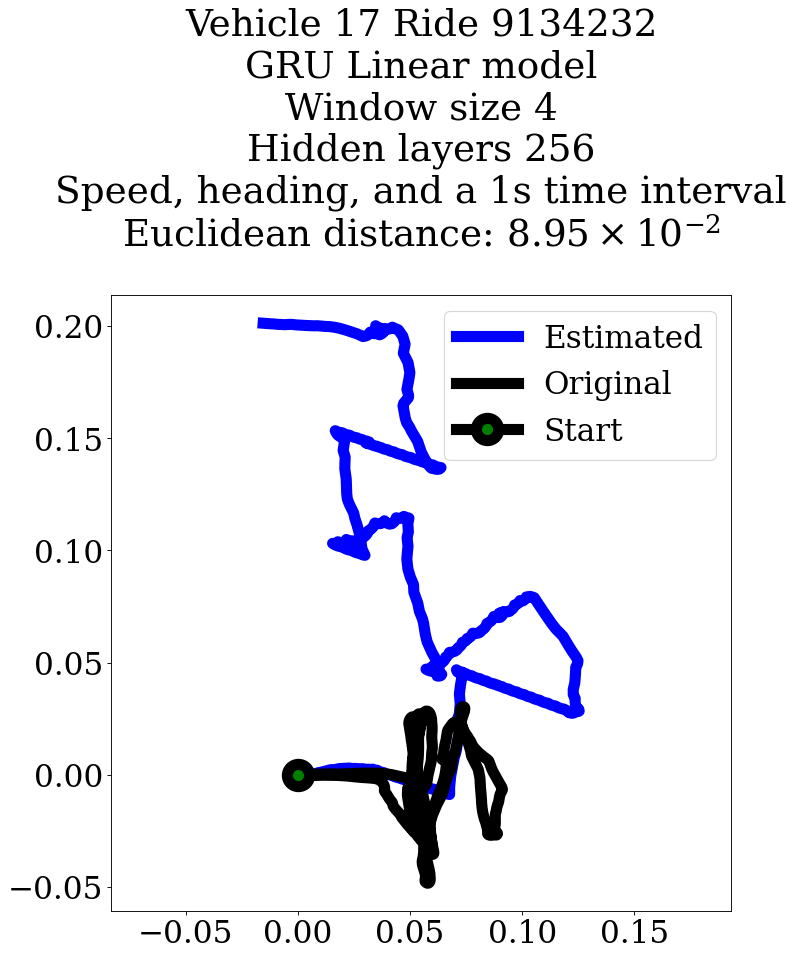 Vehicle 17 Ride 9134232
GRU Linear model
Window size 4
Hidden layers 256
Speed, heading, and a 1s time interval
Euclidean distance: 8.95 × 10⁻²
Estimated
Original
Start
0.20
0.15
0.10
0.05
0.00
−0.05
−0.05 0.00 0.05 0.10 0.15